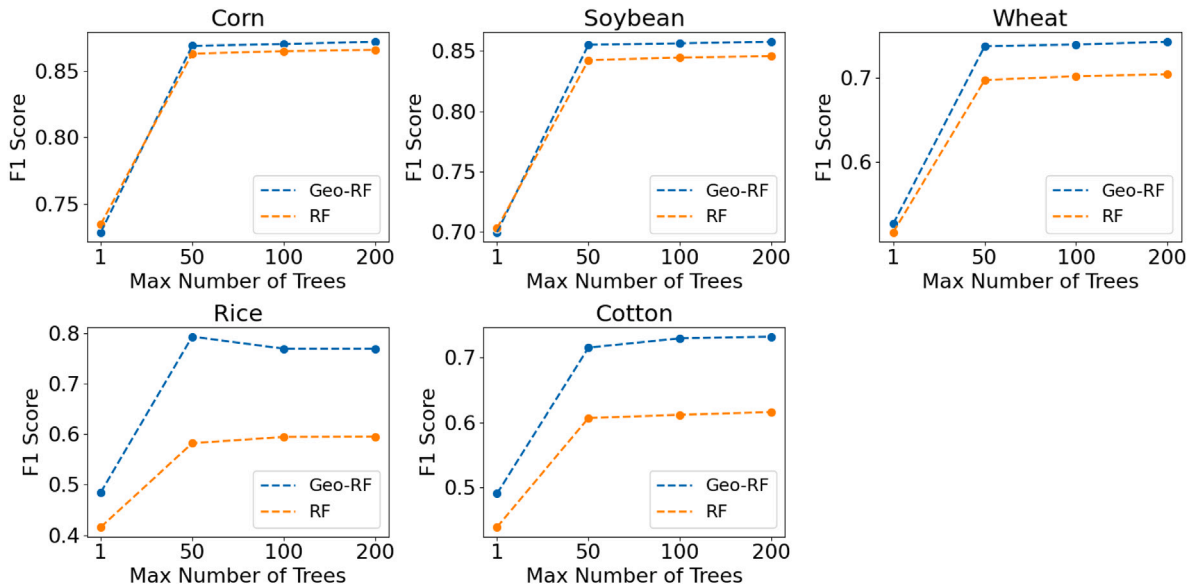 Corn
F1 Score
0.85
0.80
0.75
Geo-RF
RF
1 50 100 200
Max Number of Trees
Soybean
F1 Score
0.85
0.80
0.75
0.70
Geo-RF
RF
1 50 100 200
Max Number of Trees
Wheat
F1 Score
0.7
0.6
Geo-RF
RF
1 50 100 200
Max Number of Trees
Rice
F1 Score
0.8
0.7
0.6
0.5
0.4
Geo-RF
RF
1 50 100 200
Max Number of Trees
Cotton
F1 Score
0.7
0.6
0.5
Geo-RF
RF
1 50 100 200
Max Number of Trees